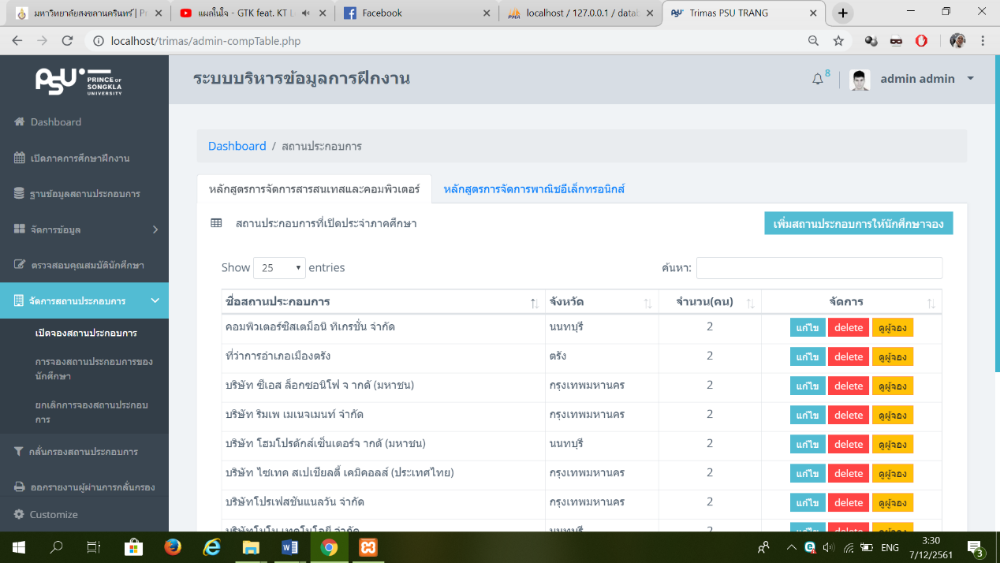 มหาวิทยาลัยสงขลานครินทร์ | Pr
แผลในใจ - GTK feat. KT L
Facebook
localhost / 127.0.0.1 / datab
Trimas PSU TRANG
localhost/trimas/admin-compTable.php
PSU PRINCE OF SONGKLA UNIVERSITY
ระบบบริหารข้อมูลการฝึกงาน
8
admin admin
Dashboard
เปิดภาคการศึกษาฝึกงาน
ฐานข้อมูลสถานประกอบการ
จัดการข้อมูล
ตรวจสอบคุณสมบัตินักศึกษา
จัดการสถานประกอบการ
เปิดจองสถานประกอบการ
การจองสถานประกอบการของ
นักศึกษา
ยกเลิกการจองสถานประกอบ
การ
กลั่นกรองสถานประกอบการ
ออกรายงานผู้ผ่านการกลั่นกรอง
Customize
Dashboard / สถานประกอบการ
หลักสูตรการจัดการสารสนเทสและคอมพิวเตอร์ หลักสูตรการจัดการพาณิชอีเล็กทรอนิกส์
สถานประกอบการที่เปิดประจำภาคศึกษา เพิ่มสถานประกอบการให้นักศึกษาจอง
Show 25 entries ค้นหา:
ชื่อสถานประกอบการ จังหวัด จำนวน(คน) จัดการ
คอมพิวเตอร์ซิสเตม็อนิ ทิเกรชั่น จำกัด นนทบุรี 2 แก้ไข delete ดูผู้จอง
ที่ว่าการอำเภอเมืองตรัง ตรัง 2 แก้ไข delete ดูผู้จอง
บริษัท ซีเอส ล็อกซอนิโฟ จ ากดั (มหาชน) กรุงเทพมหานคร 2 แก้ไข delete ดูผู้จอง
บริษัท ริมเพ เมเนจเมนท์ จำกัด กรุงเทพมหานคร 2 แก้ไข delete ดูผู้จอง
บริษัท โฮมโปรดักส์เซ็นเตอร์จ ากดั (มหาชน) นนทบุรี 2 แก้ไข delete ดูผู้จอง
บริษัท ไซเทค สเปเชียลตี้ เคมิคอลส์ (ประเทศไทย) กรุงเทพมหานคร 2 แก้ไข delete ดูผู้จอง
บริษัทโปรเฟสชันแนลวัน จำกัด กรุงเทพมหานคร 2 แก้ไข delete ดูผู้จอง
บริษัทโนโน เทคโนโลยี จำกัด นนทบุรี 2 แก้ไข delete ดูผู้จอง
ENG
3:30
7/12/2561
3